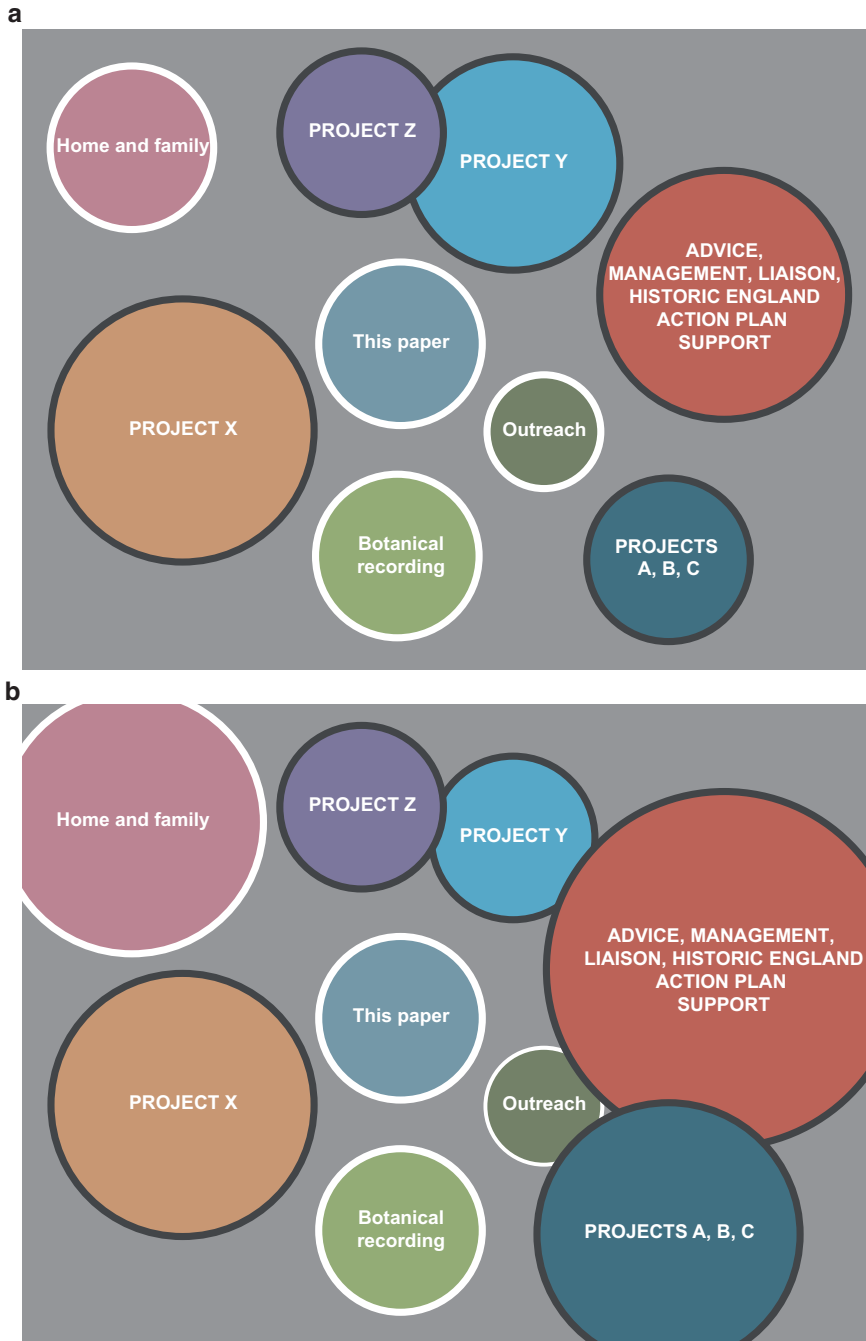 a
Home and family
PROJECT Z
PROJECT Y
ADVICE,
MANAGEMENT, LIAISON,
HISTORIC ENGLAND
ACTION PLAN
SUPPORT
This paper
PROJECT X
Outreach
Botanical
recording
PROJECTS
A, B, C
b
Home and family
PROJECT Z
PROJECT Y
ADVICE, MANAGEMENT,
LIAISON, HISTORIC ENGLAND
ACTION PLAN
SUPPORT
This paper
PROJECT X
Outreach
Botanical
recording
PROJECTS A, B, C